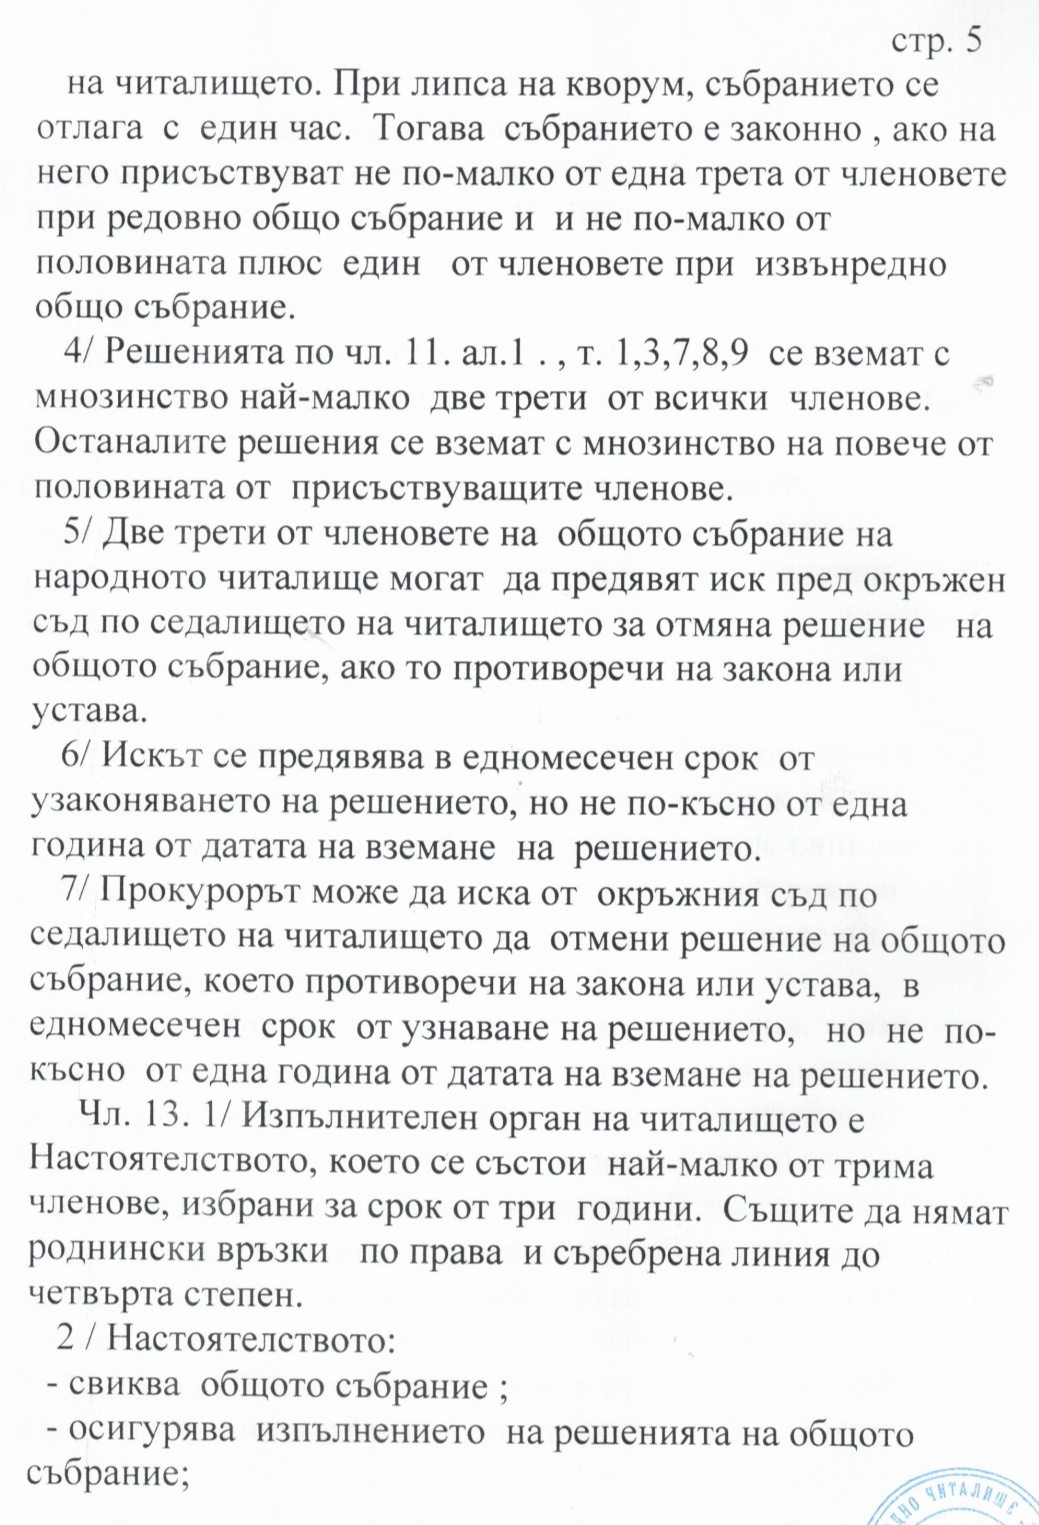 стр. 5
на читалището. При липса на кворум, събранието се
отлага с един час. Тогава събранието е законно , ако на
него присъствуват не по-малко от една трета от членовете
при редовно общо събрание и и не по-малко от
половината плюс един от членовете при извънредно
общо събрание.
4/ Решенията по чл. 11. ал.1 . , т. 1,3,7,8,9 се вземат с
мнозинство най-малко две трети от всички членове.
Останалите решения се вземат с мнозинство на повече от
половината от присъствуващите членове.
5/ Две трети от членовете на общото събрание на
народното читалище могат да предявят иск пред окръжен
съд по седалището на читалището за отмяна решение на
общото събрание, ако то противоречи на закона или
устава.
6/ Искът се предявява в едномесечен срок от
узаконяването на решението, но не по-късно от една
година от датата на вземане на решението.
7/ Прокурорът може да иска от окръжния съд по
седалището на читалището да отмени решение на общото
събрание, което противоречи на закона или устава, в
едномесечен срок от узнаване на решението, но не по-
късно от една година от датата на вземане на решението.
Чл. 13. 1/ Изпълнителен орган на читалището е
Настоятелството, което се състои най-малко от трима
членове, избрани за срок от три години. Същите да нямат
роднински връзки по права и съребрена линия до
четвърта степен.
2 / Настоятелството:
- свиква общото събрание ;
- осигурява изпълнението на решенията на общото
събрание;
ЧИТАЛИЩЕ